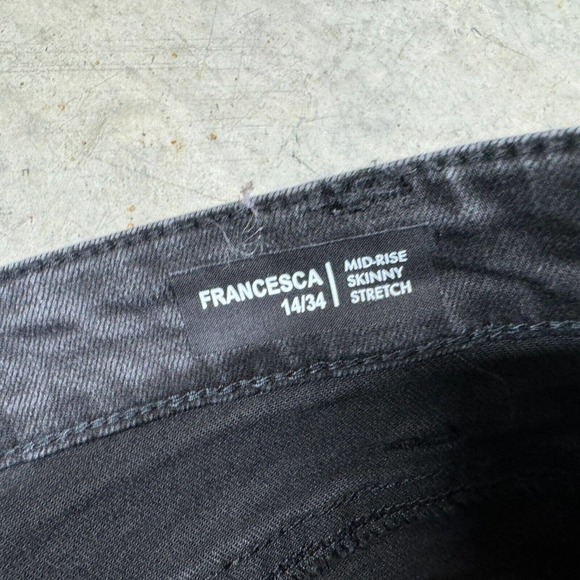 FRANCESCA
14/34
MID-RISE
SKINNY
STRETCH